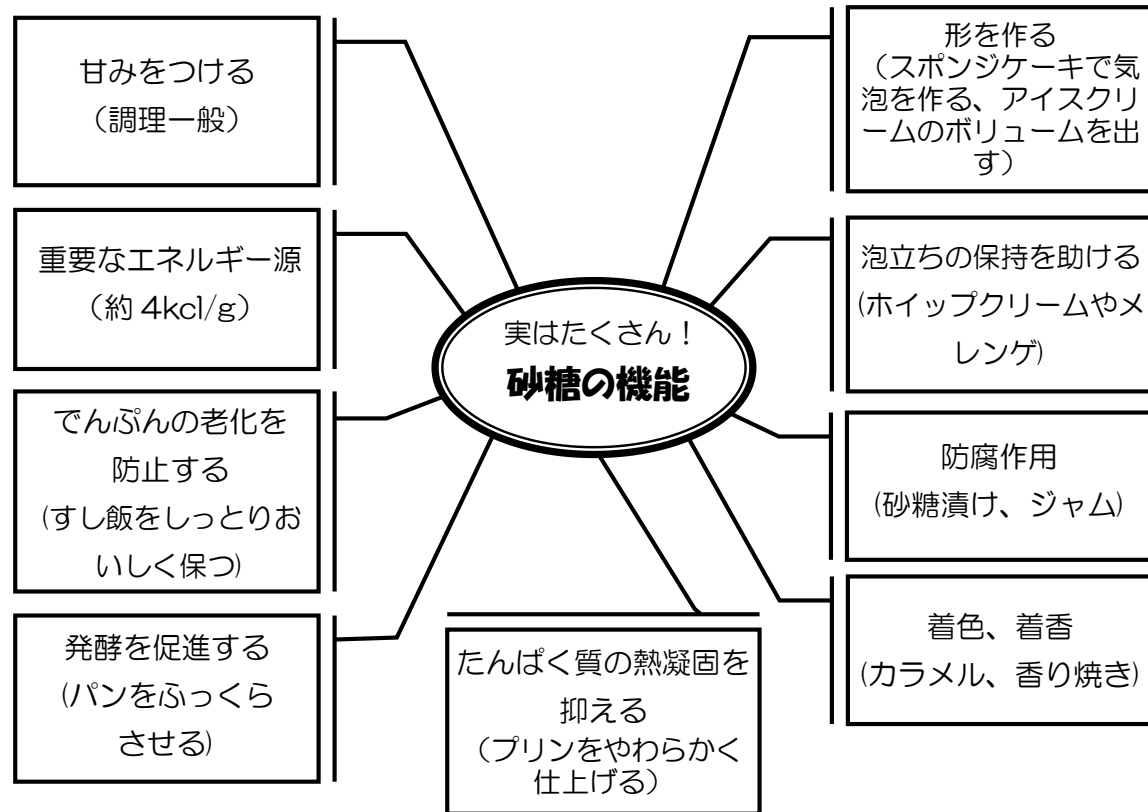 実はたくさん！
砂糖の機能
甘みをつける
（調理一般）
重要なエネルギー源
（約 4kcl/g）
でんぷんの老化を
防止する
(すし飯をしっとりお
いしく保つ)
発酵を促進する
(パンをふっくら
させる)
たんぱく質の熱凝固を
抑える
（プリンをやわらかく
仕上げる）
形を作る
（スポンジケーキで気
泡を作る、アイスクリ
ームのボリュームを出
す）
泡立ちの保持を助ける
(ホイップクリームやメ
レンゲ)
防腐作用
(砂糖漬け、ジャム)
着色、着香
(カラメル、香り焼き)